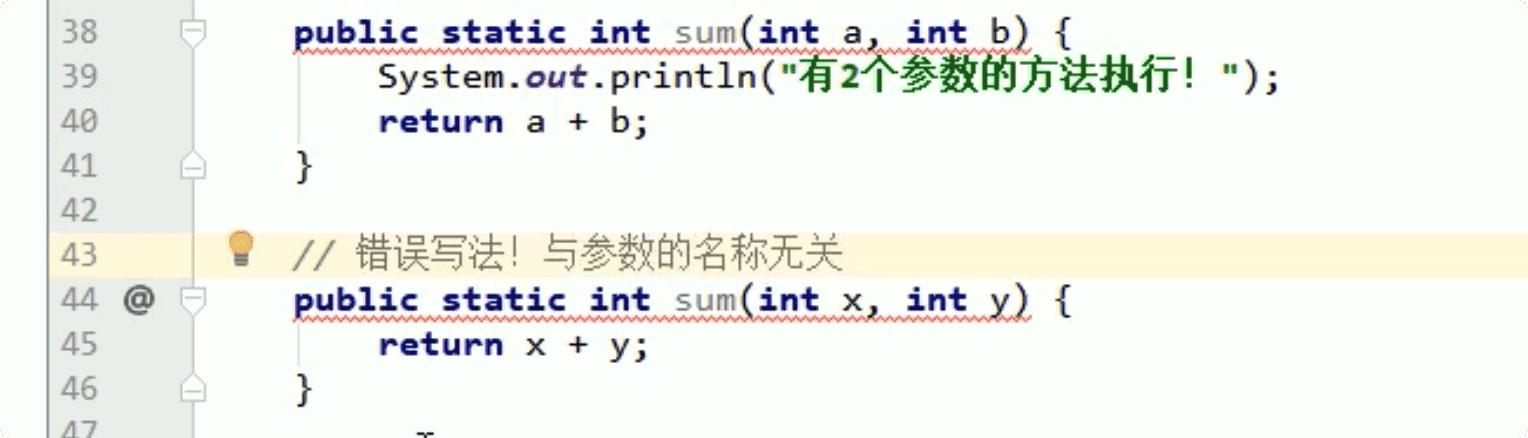 38 public static int sum(int a, int b) {
39 System.out.println("有2个参数的方法执行！");
40 return a + b;
41 }
42
43 // 错误写法！与参数的名称无关
44 @ public static int sum(int x, int y) {
45 return x + y;
46 }
47